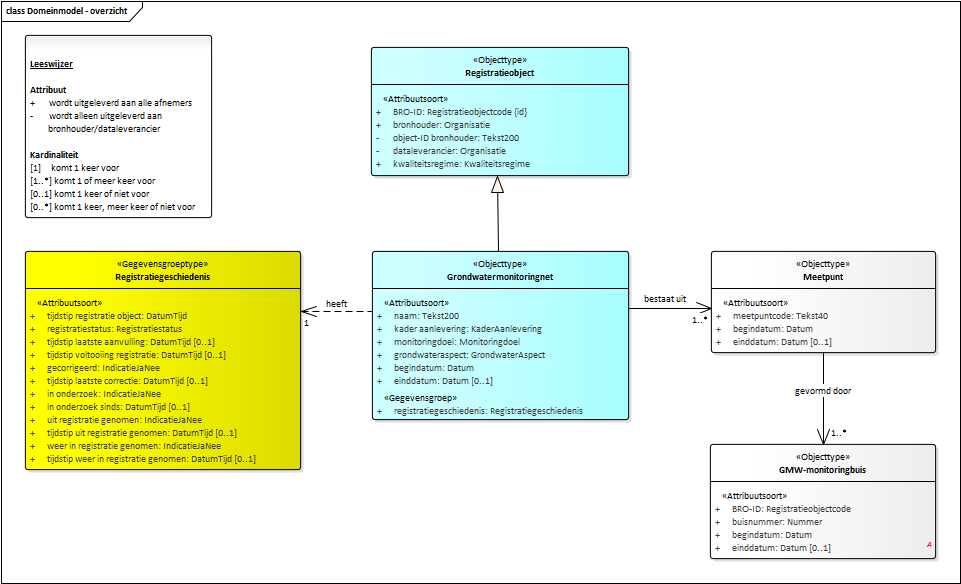 class Domeinmodel - overzicht
Leeswijzer
Attribuut
+ wordt uitgeleverd aan alle afnemers
- wordt alleen uitgeleverd aan
bronhouder/dataleverancier
Kardinaliteit
[1] komt 1 keer voor
[1..*] komt 1 of meer keer voor
[0..1] komt 1 keer of niet voor
[0..*] komt 1 keer, meer keer of niet voor
«Objecttype»
Registratieobject
«Attribuutsoort»
+ BRO-ID: Registratieobjectcode {id}
+ bronhouder: Organisatie
- object-ID bronhouder: Tekst200
- dataleverancier: Organisatie
+ kwaliteitsregime: Kwaliteitsregime
«Gegevensgroeptype»
Registratiegeschiedenis
«Attribuutsoort»
+ tijdstip registratie object: DatumTijd
+ registratiestatus: Registratiestatus
+ tijdstip laatste aanvulling: DatumTijd [0..1]
+ tijdstip voltooiing registratie: DatumTijd [0..1]
+ gecorrigeerd: IndicatieJaNee
+ tijdstip laatste correctie: DatumTijd [0..1]
+ in onderzoek: IndicatieJaNee
+ in onderzoek sinds: DatumTijd [0..1]
+ uit registratie genomen: IndicatieJaNee
+ tijdstip uit registratie genomen: DatumTijd [0..1]
+ weer in registratie genomen: IndicatieJaNee
+ tijdstip weer in registratie genomen: DatumTijd [0..1]
heeft
1
«Objecttype»
Grondwatermonitoringnet
«Attribuutsoort»
+ naam: Tekst200
+ kader aanlevering: KaderAanlevering
+ monitoringdoel: Monitoringdoel
+ grondwateraspect: GrondwaterAspect
+ begindatum: Datum
+ einddatum: Datum [0..1]
«Gegevensgroep»
+ registratiegeschiedenis: Registratiegeschiedenis
bestaat uit
1..*
«Objecttype»
Meetpunt
«Attribuutsoort»
+ meetpuntcode: Tekst40
+ begindatum: Datum
+ einddatum: Datum [0..1]
gevormd door
1..*
«Objecttype»
GMW-monitoringbuis
«Attribuutsoort»
+ BRO-ID: Registratieobjectcode
+ buisnummer: Nummer
+ begindatum: Datum
+ einddatum: Datum [0..1]
A